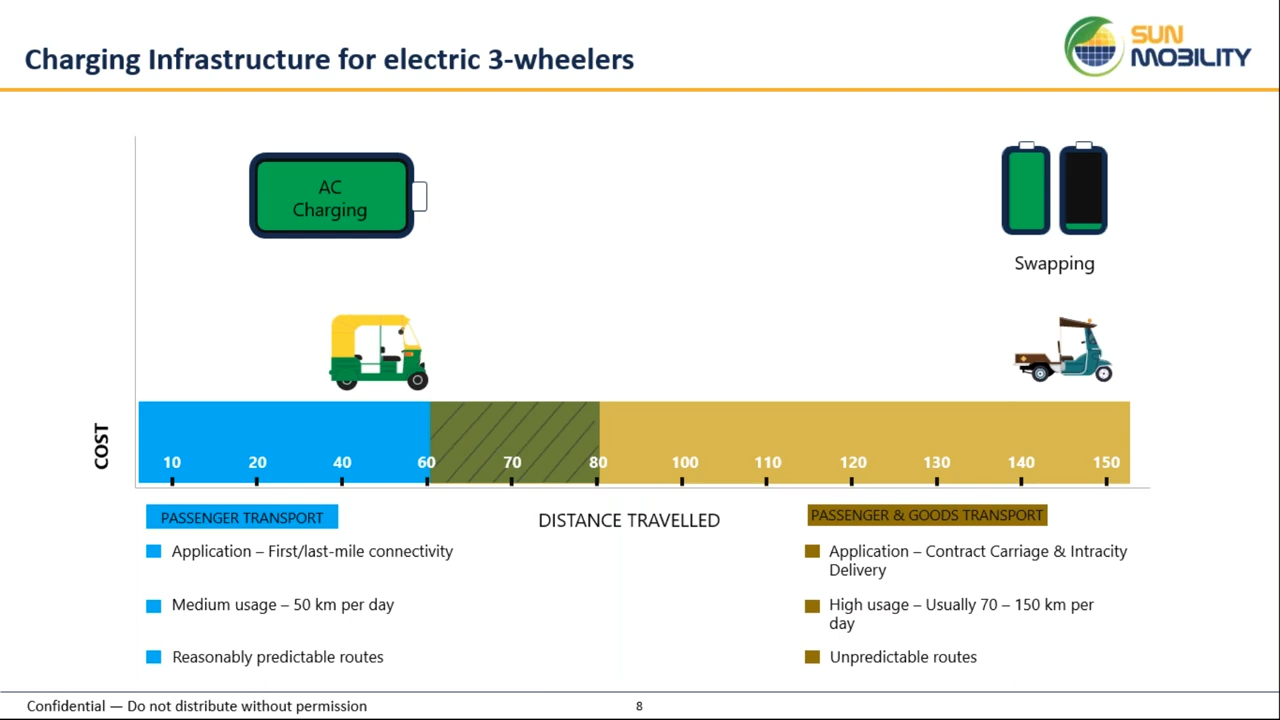 Charging Infrastructure for electric 3-wheelers
SUN
MOBILITY
AC
Charging
Swapping
COST
10 20 40 60 70 80 100 110 120 130 140 150
PASSENGER TRANSPORT
DISTANCE TRAVELLED
PASSENGER & GOODS TRANSPORT
Application – First/last-mile connectivity
Medium usage – 50 km per day
Reasonably predictable routes
Application – Contract Carriage & Intracity
Delivery
High usage – Usually 70 – 150 km per
day
Unpredictable routes
Confidential — Do not distribute without permission
8